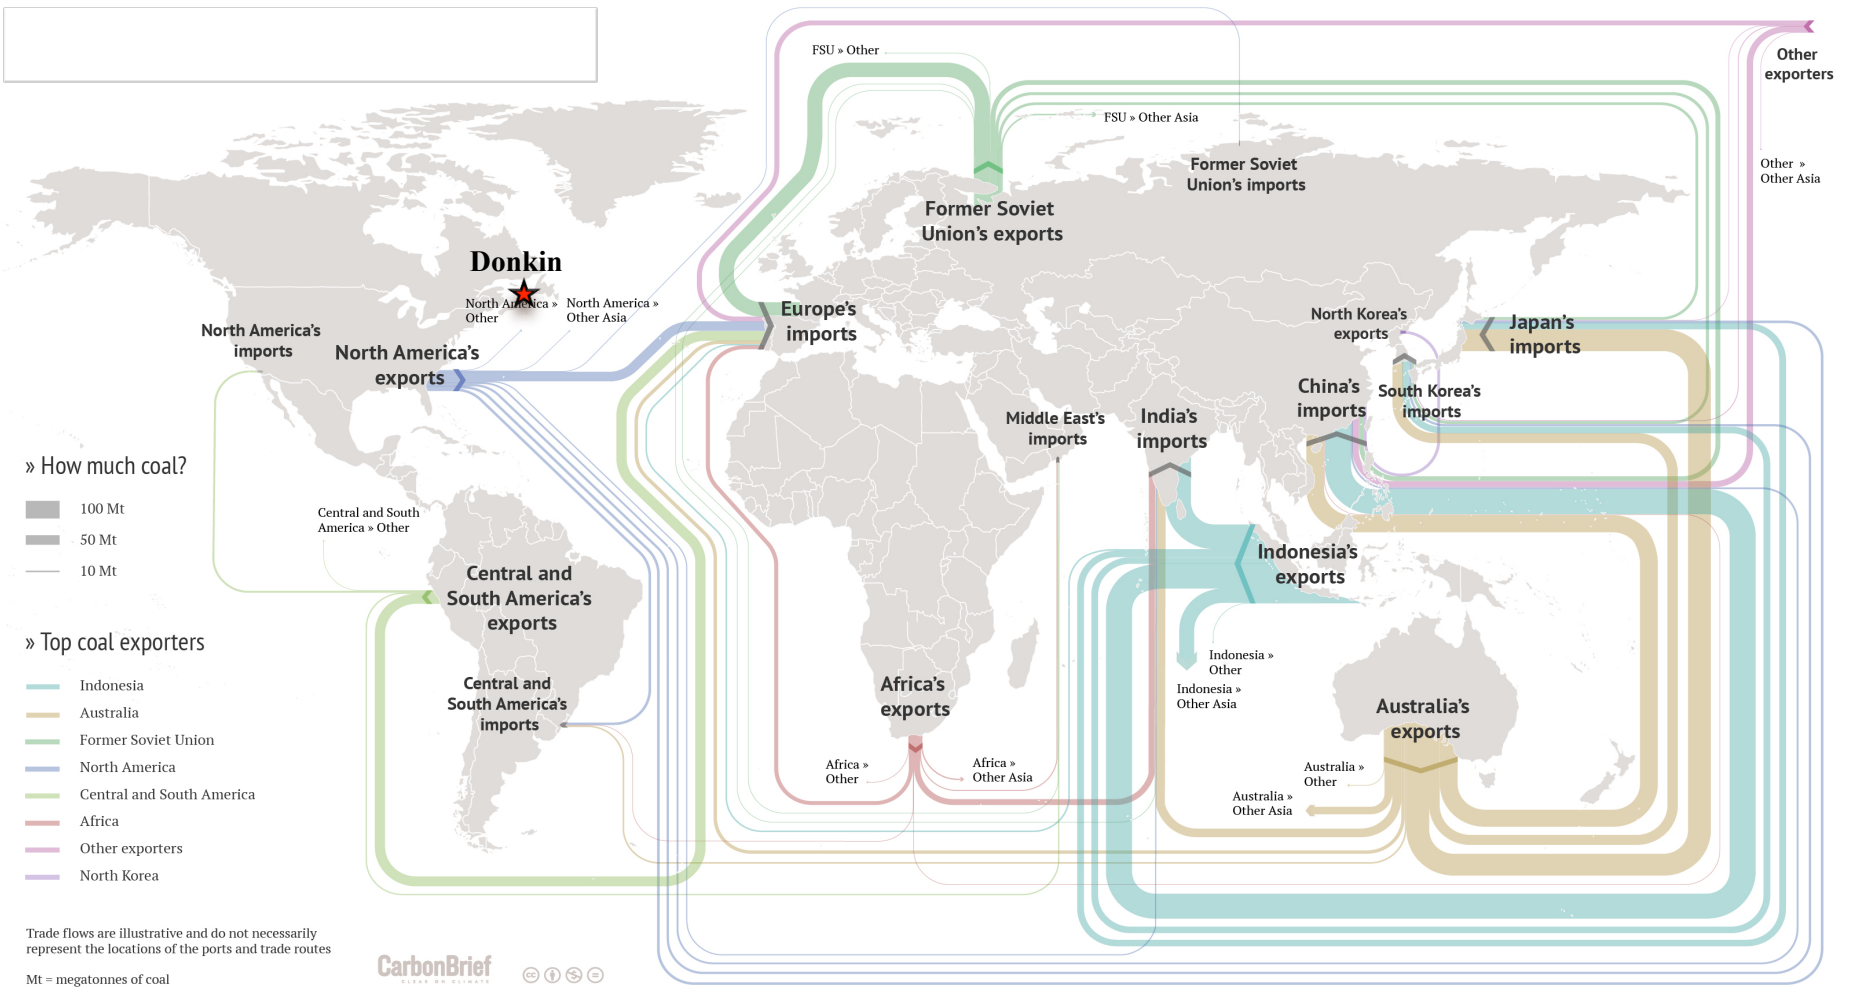 FSU » Other
Other
exporters
FSU » Other Asia
Former Soviet
Union's imports
Other »
Other Asia
Former Soviet
Union's exports
Donkin
North America »
Other
North America »
Other Asia
North America's
imports
North America's
exports
Europe's
imports
North Korea's
exports
Japan's
imports
China's
imports
South Korea's
imports
Middle East's
imports
India's
imports
» How much coal?
100 Mt
50 Mt
10 Mt
Central and South
America » Other
Central and
South America's
exports
Indonesia's
exports
» Top coal exporters
Indonesia
Australia
Former Soviet Union
North America
Central and South America
Africa
Other exporters
North Korea
Central and
South America's
imports
Africa's
exports
Indonesia »
Other
Indonesia »
Other Asia
Australia's
exports
Africa »
Other
Africa »
Other Asia
Australia »
Other
Australia »
Other Asia
Trade flows are illustrative and do not necessarily
represent the locations of the ports and trade routes
Mt = megatonnes of coal
CarbonBrief
CLEAR ON CLIMATE
cc